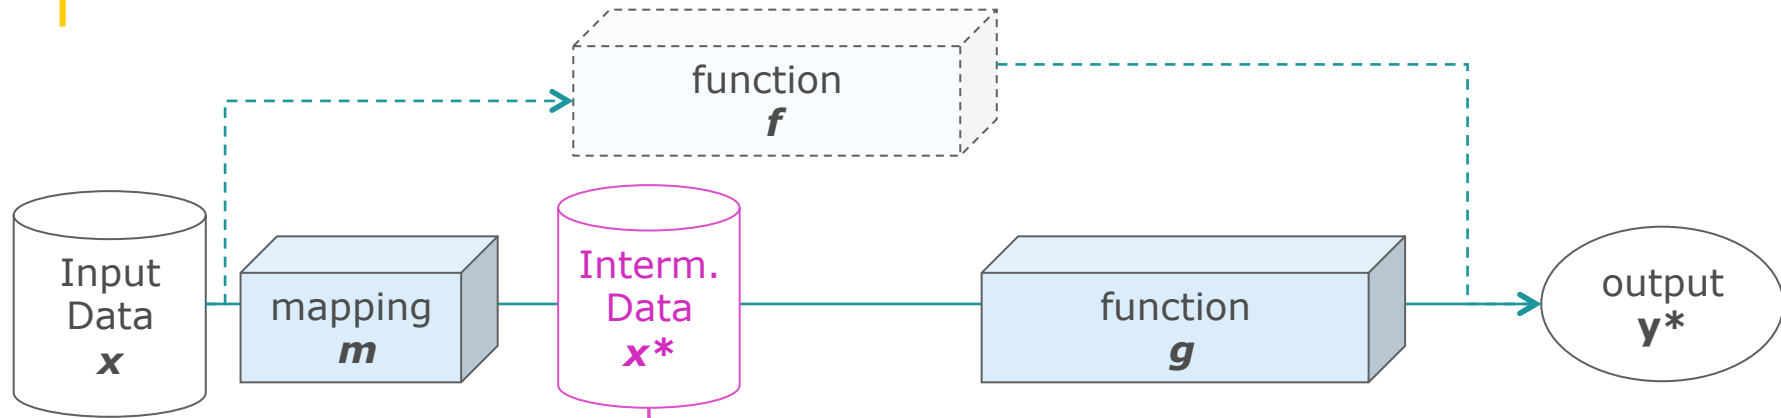 function
f
Input
Data
x
mapping
m
Interm.
Data
x*
function
g
output
y*